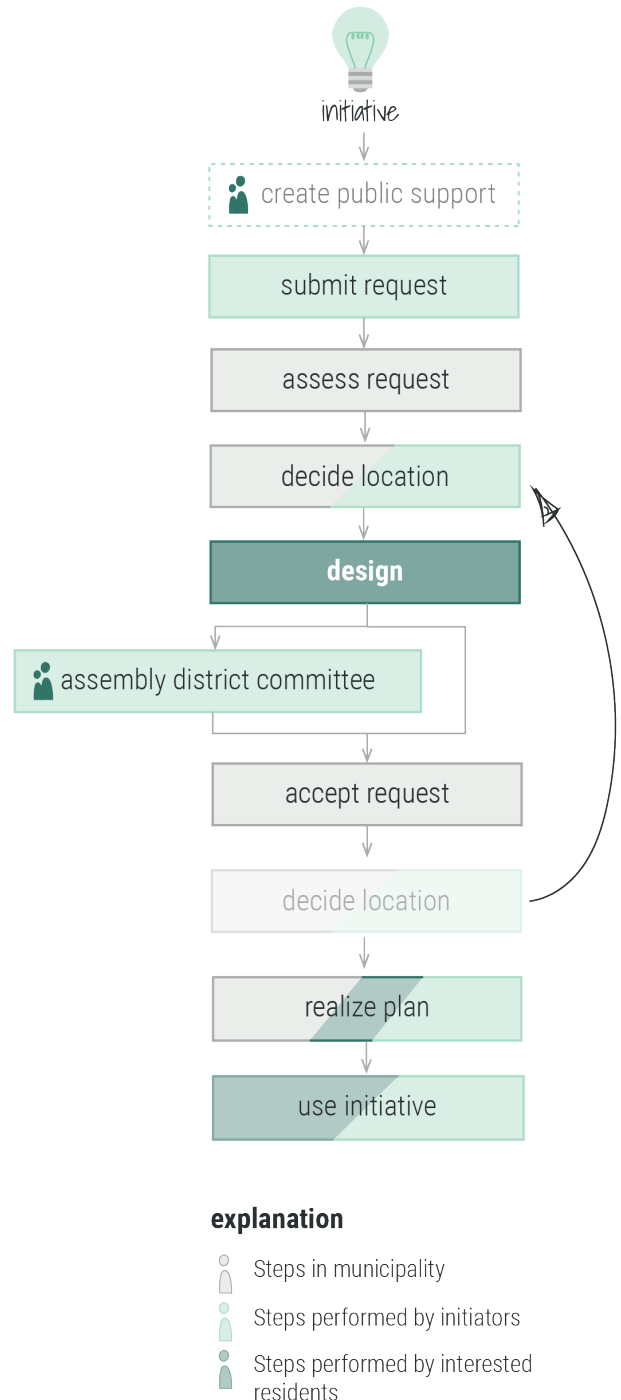 initiative
create public support
submit request
assess request
decide location
design
assembly district committee
accept request
decide location
realize plan
use initiative
explanation
Steps in municipality
Steps performed by initiators
Steps performed by interested
residents